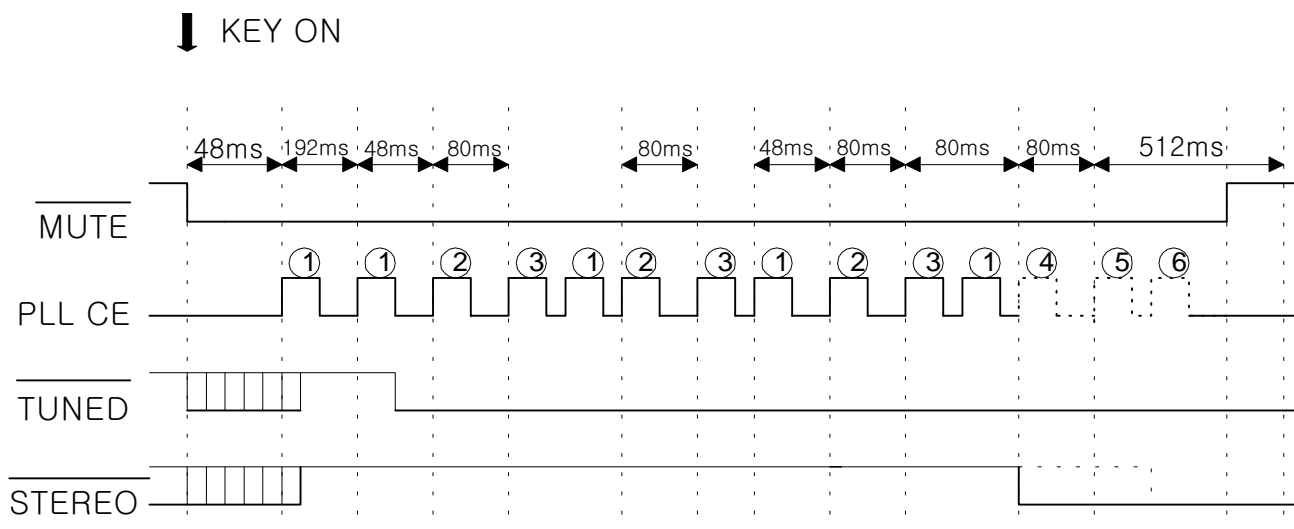 KEY ON
48ms 192ms 48ms 80ms 80ms 48ms 80ms 80ms 80ms 512ms
MUTE
① ① ② ③ ① ② ③ ① ② ③ ① ④ ⑤ ⑥
PLL CE
TUNED
STEREO